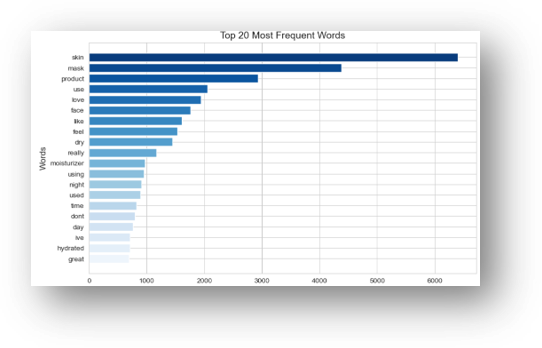 Top 20 Most Frequent Words
Words
skin
mask
product
use
love
face
like
feel
dry
really
moisturizer
using
night
used
time
dont
day
ive
hydrated
great
0 1000 2000 3000 4000 5000 6000